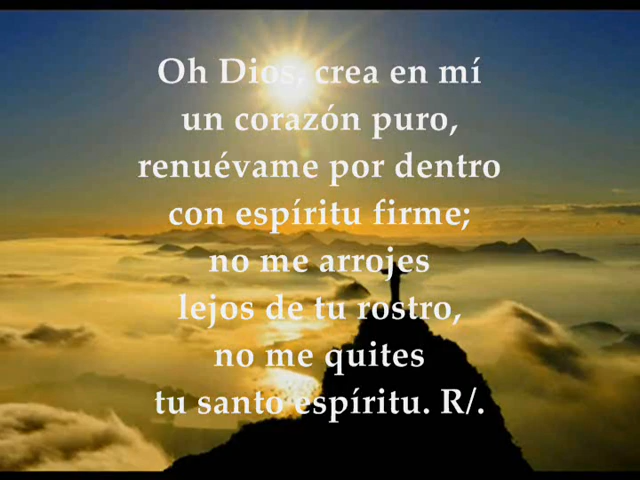 Oh Dios, crea en mí
un corazón puro,
renuévame por dentro
con espíritu firme;
no me arrojes
lejos de tu rostro,
no me quites
tu santo espíritu. R/.